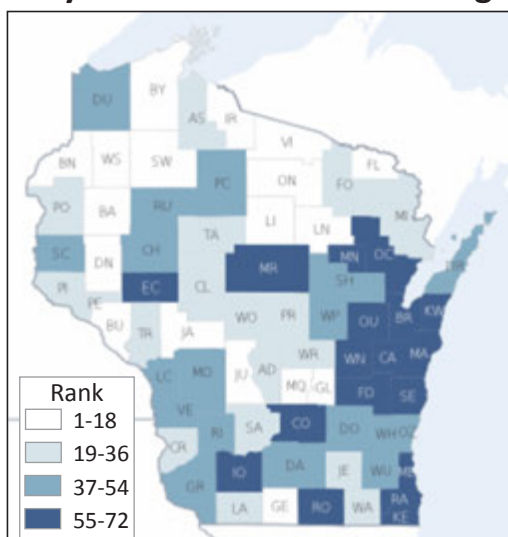 DU
BY
AS
IR
VI
BN
WS
SW
PC
ON
FL
FO
PO
BA
RU
LI
LN
MI
SC
DN
CH
TA
MR
MN
OC
PI
PE
EC
CL
SH
BU
TR
JA
WO
PR
WP
OU
BR
KW
LC
MO
JU
AD
WR
WN
CA
MA
MQ
GL
VE
FD
SE
RI
SA
CO
DO
WH
OZ
CR
IO
DA
JE
WU
GR
LA
GE
RO
WA
RA
KE
Rank
1-18
19-36
37-54
55-72